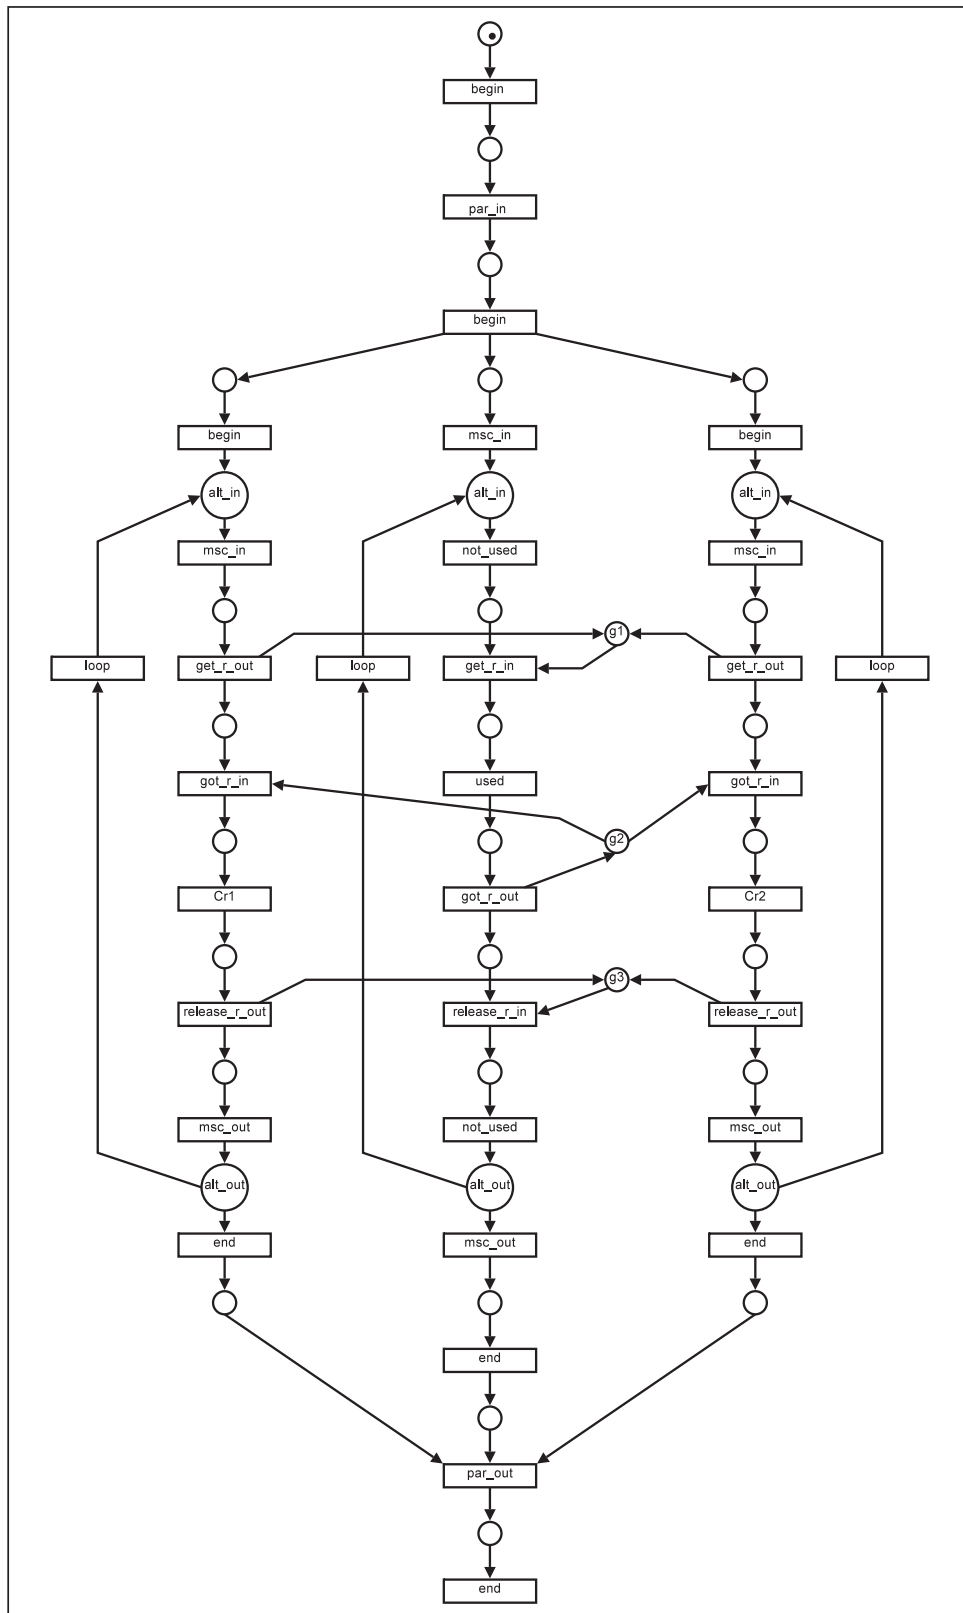 begin
par_in
begin
begin msc_in begin
alt_in alt_in alt_in
msc_in not_used msc_in
g1
loop get_r_out loop get_r_in get_r_out loop
got_r_in used got_r_in
g2
Cr1 got_r_out Cr2
g3
release_r_out release_r_in release_r_out
msc_out not_used msc_out
alt_out alt_out alt_out
end msc_out end
end
par_out
end